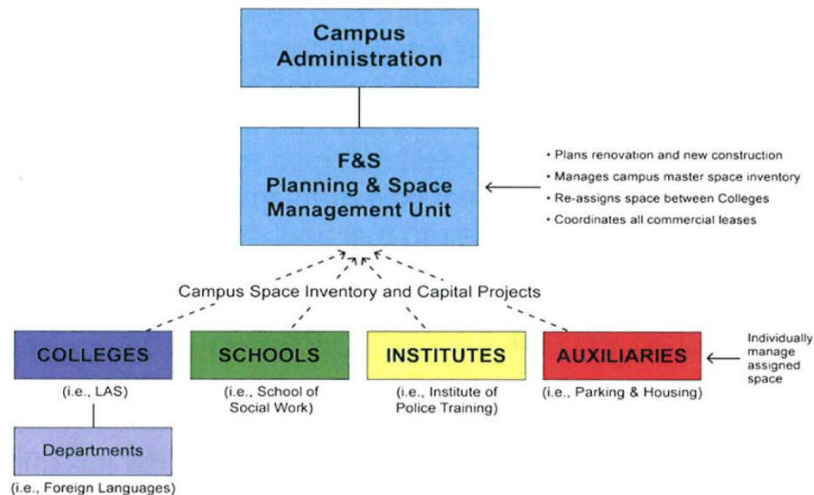 Campus
Administration
F&S
Planning & Space
Management Unit
• Plans renovation and new construction
• Manages campus master space inventory
• Re-assigns space between Colleges
• Coordinates all commercial leases
Campus Space Inventory and Capital Projects
COLLEGES
(i.e., LAS)
SCHOOLS
(i.e., School of
Social Work)
INSTITUTES
(i.e., Institute of
Police Training)
AUXILIARIES
(i.e., Parking & Housing)
Individually
manage
assigned
space
Departments
(i.e., Foreign Languages)